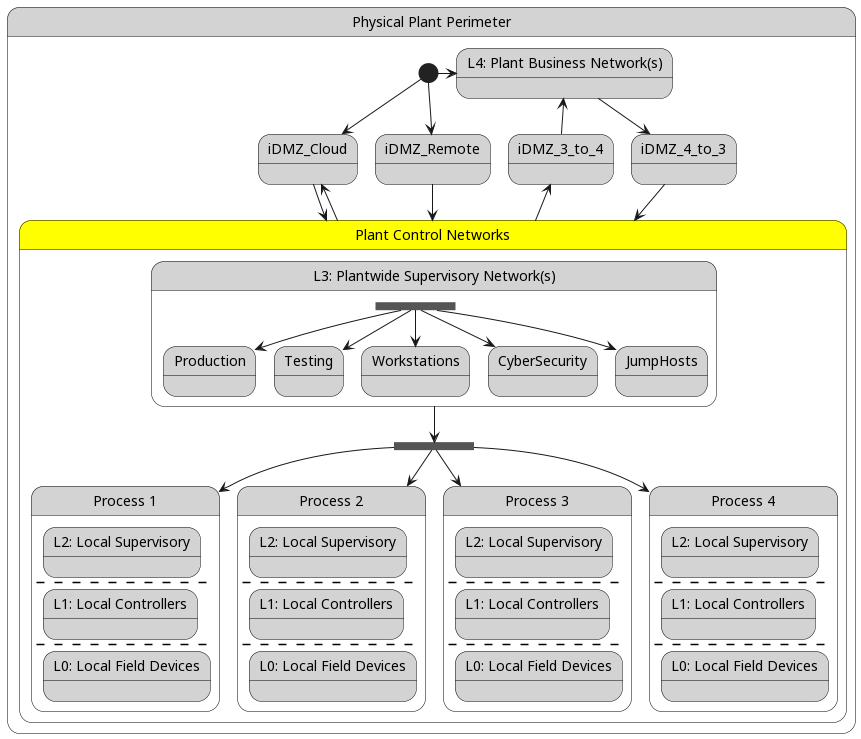 Physical Plant Perimeter
L4: Plant Business Network(s)
iDMZ_Cloud
iDMZ_Remote
iDMZ_3_to_4
iDMZ_4_to_3
Plant Control Networks
L3: Plantwide Supervisory Network(s)
Production
Testing
Workstations
CyberSecurity
JumpHosts
Process 1
Process 2
Process 3
Process 4
L2: Local Supervisory
L2: Local Supervisory
L2: Local Supervisory
L2: Local Supervisory
L1: Local Controllers
L1: Local Controllers
L1: Local Controllers
L1: Local Controllers
L0: Local Field Devices
L0: Local Field Devices
L0: Local Field Devices
L0: Local Field Devices